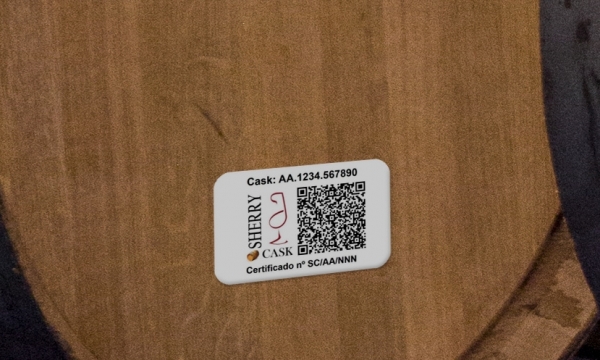 Cask: AA.1234.567890
SHERRY
CASK
Certificado nº SC/AA/NNN